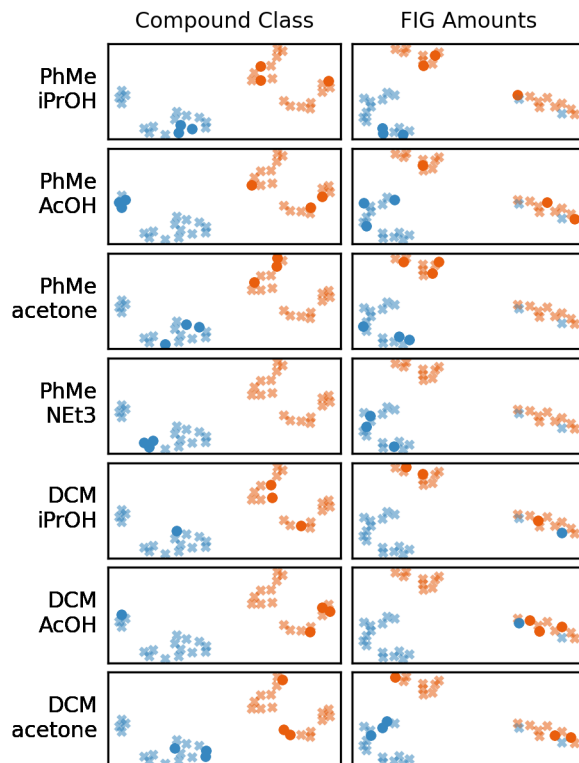 Compound Class
FIG Amounts
PhMe
iPrOH
PhMe
AcOH
PhMe
acetone
PhMe
NEt3
DCM
iPrOH
DCM
AcOH
DCM
acetone